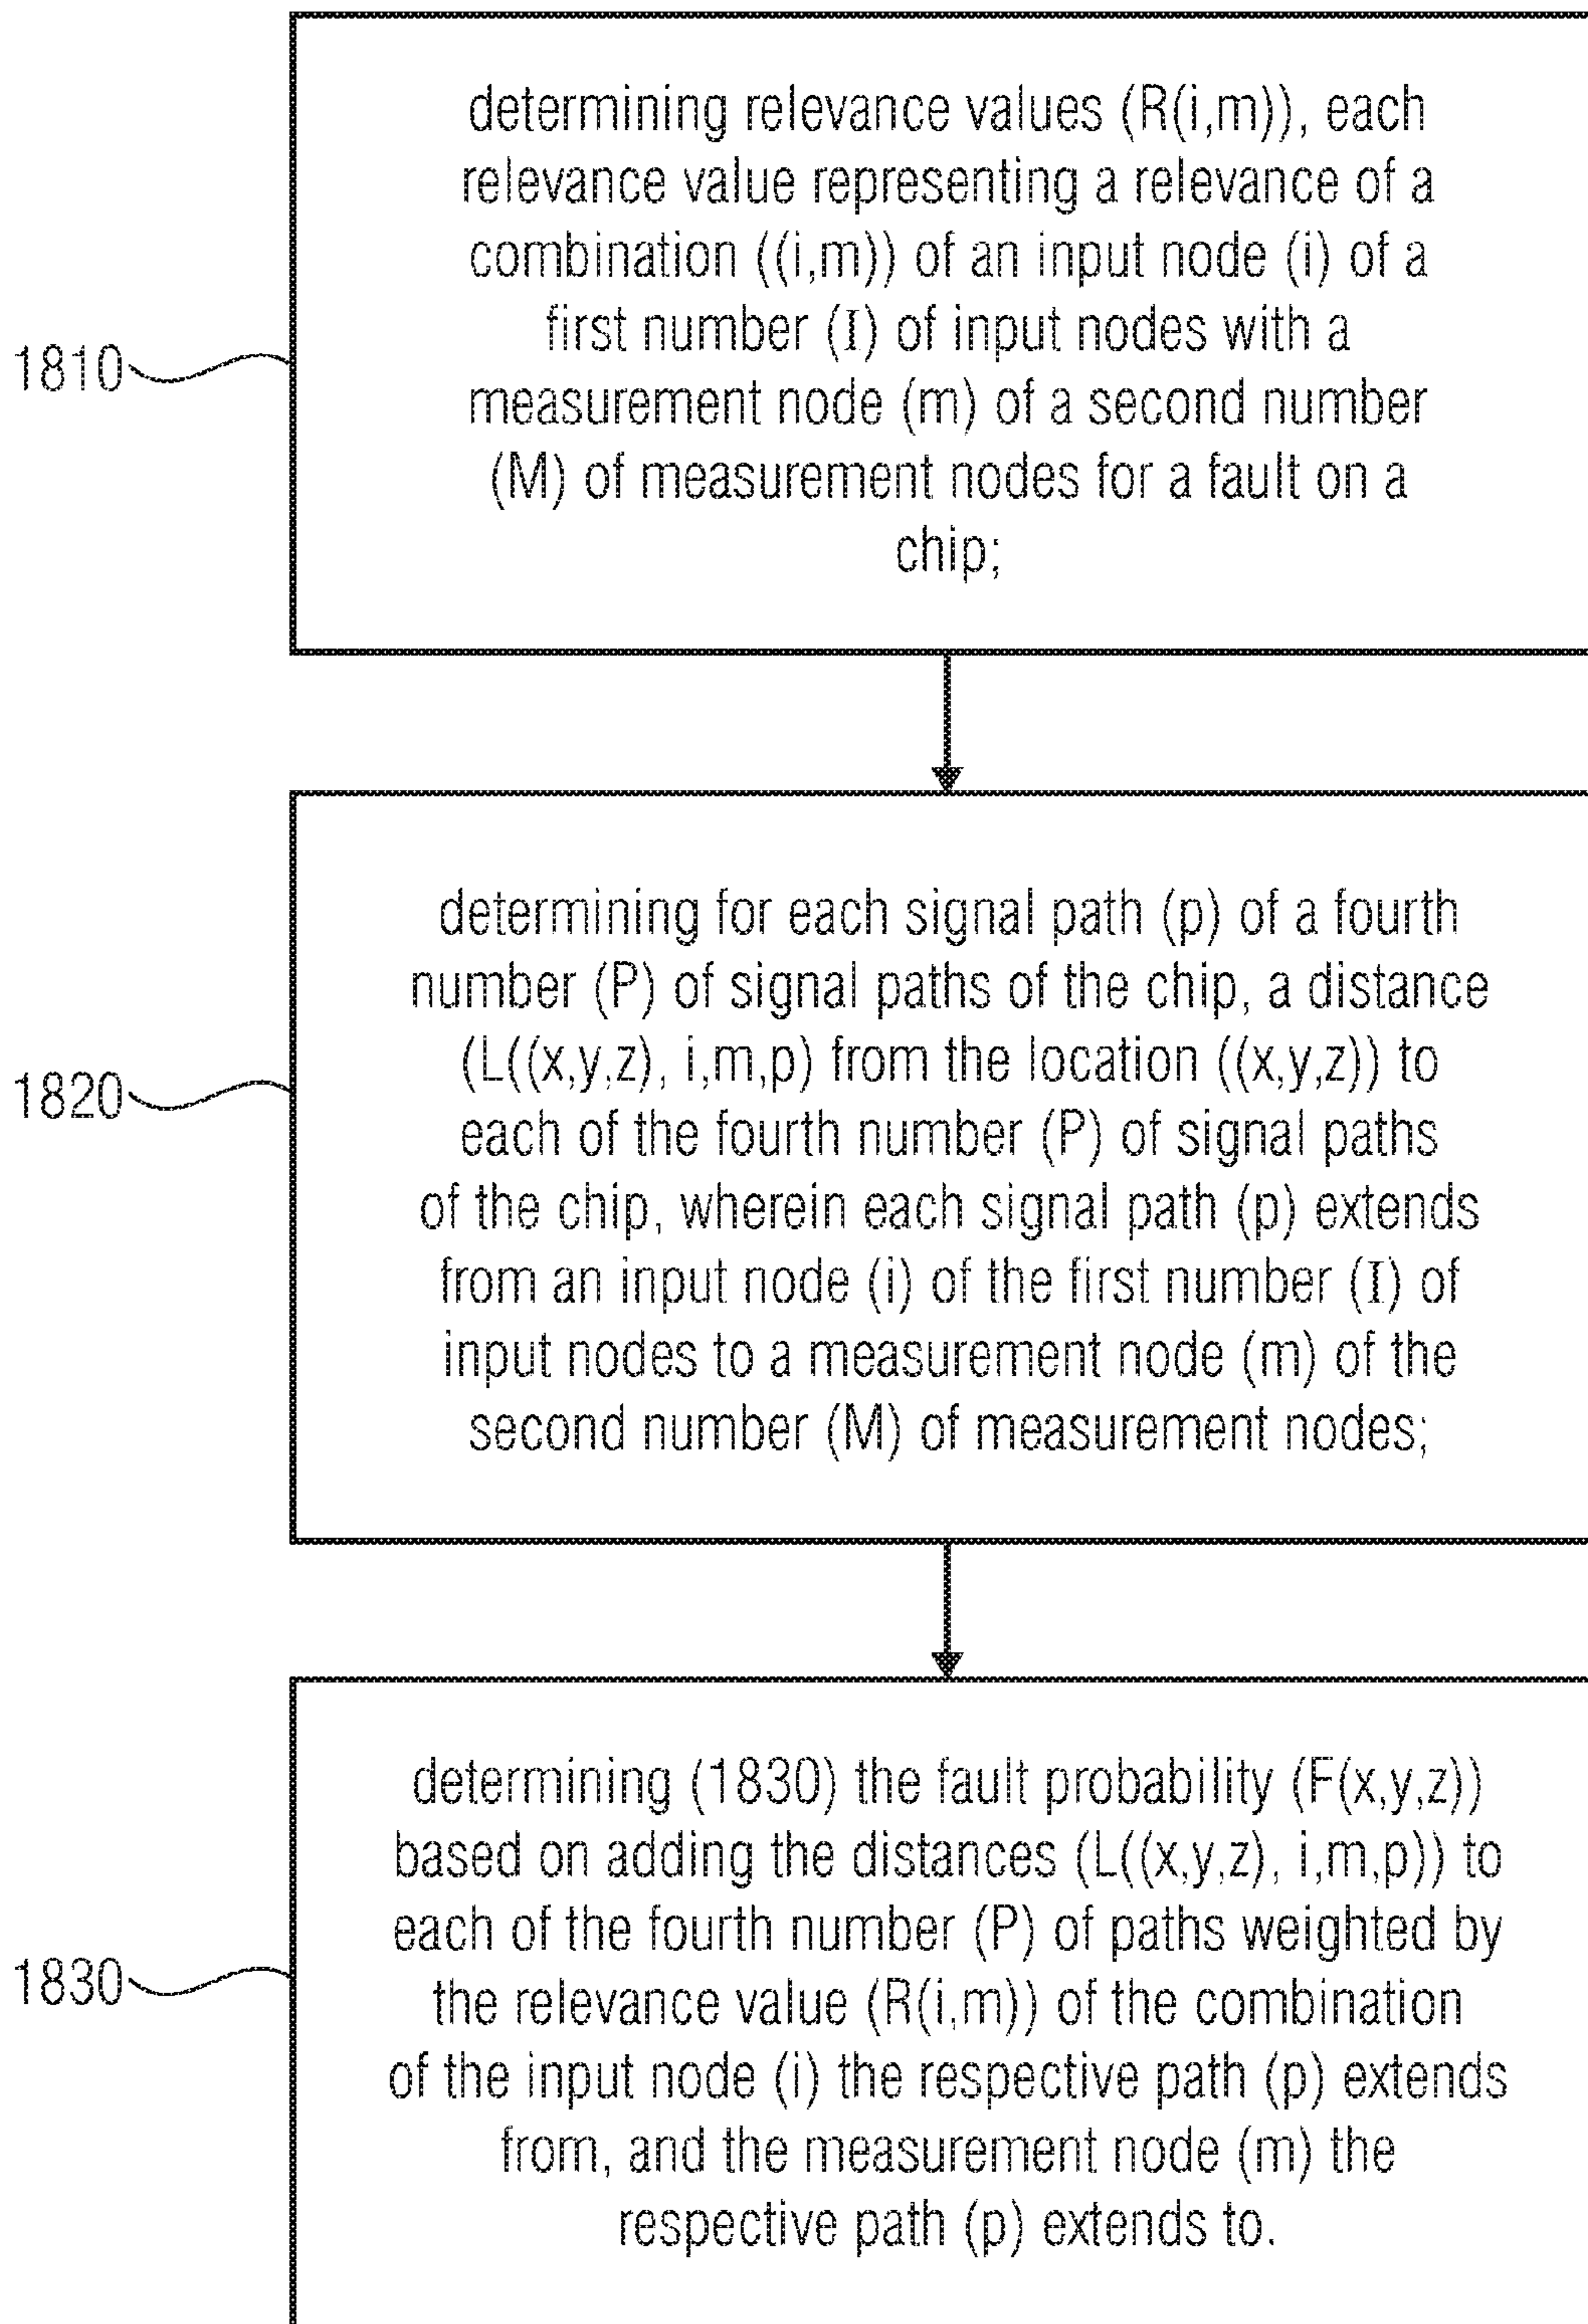 determining relevance values (R(i,m)), each
relevance value representing a relevance of a
combination ((i,m)) of an input node (i) of a
first number (I) of input nodes with a
measurement node (m) of a second number
(M) of measurement nodes for a fault on a
chip;
1810
determining for each signal path (p) of a fourth
number (P) of signal paths of the chip, a distance
(L((x,y,z), i,m,p) from the location ((x,y,z)) to
each of the fourth number (P) of signal paths
of the chip, wherein each signal path (p) extends
from an input node (i) of the first number (I) of
input nodes to a measurement node (m) of the
second number (M) of measurement nodes;
1820
determining (1830) the fault probability (F(x,y,z))
based on adding the distances (L((x,y,z), i,m,p)) to
each of the fourth number (P) of paths weighted by
the relevance value (R(i,m)) of the combination
of the input node (i) the respective path (p) extends
from, and the measurement node (m) the
respective path (p) extends to.
1830